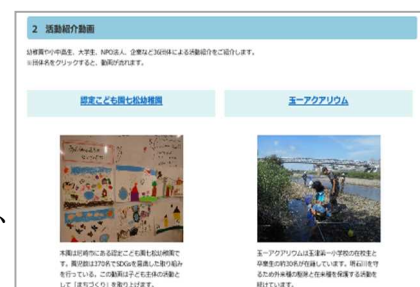 2 活動紹介動画
幼稚園や小中高生、大学生、NPO法人、企業など36団体による活動紹介をご紹介します。
※団体名をクリックすると、動画が流れます。
認定こども園七松幼稚園
玉一アクアリウム
本園は尼崎市にある認定こども園七松幼稚園で
す。園児数は370名でSDGsを意識した取り組み
を行っている。この動画は子ども主体の活動と
して「まちづくり」を取り上げます。
玉一アクアリウムは玉津第一小学校の在校生と
卒業生の約30名が在籍しています。明石川を守
るため外来種の駆除と在来種を保護する活動を
続けています。
、